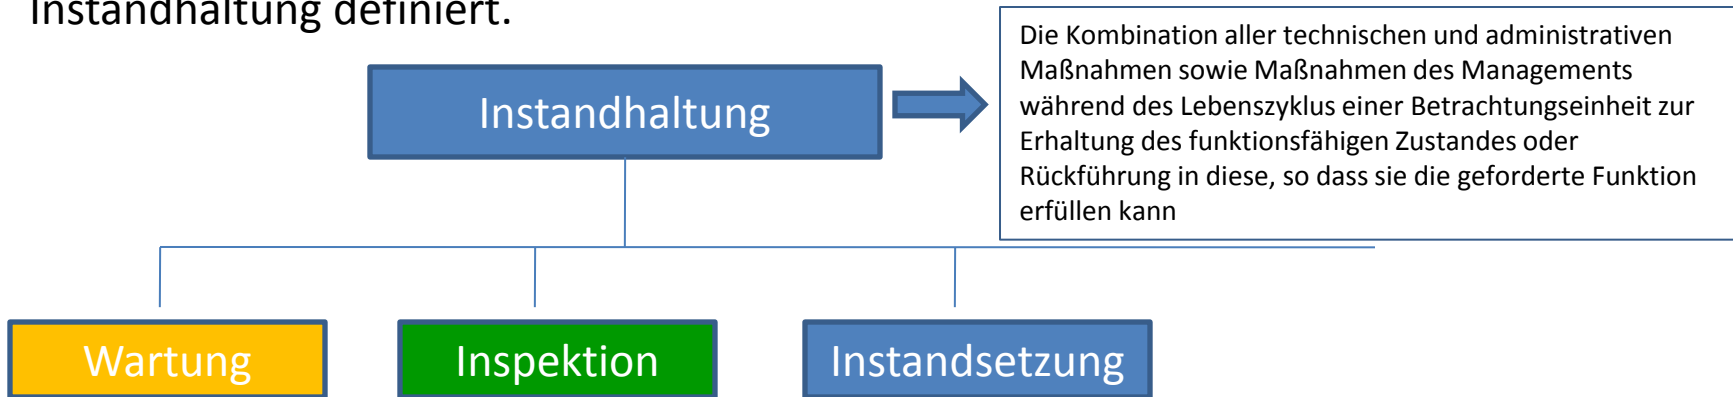 Instandhaltung definiert.
Instandhaltung
Die Kombination aller technischen und administrativen
Maßnahmen sowie Maßnahmen des Managements
während des Lebenszyklus einer Betrachtungseinheit zur
Erhaltung des funktionsfähigen Zustandes oder
Rückführung in diese, so dass sie die geforderte Funktion
erfüllen kann
Wartung
Inspektion
Instandsetzung